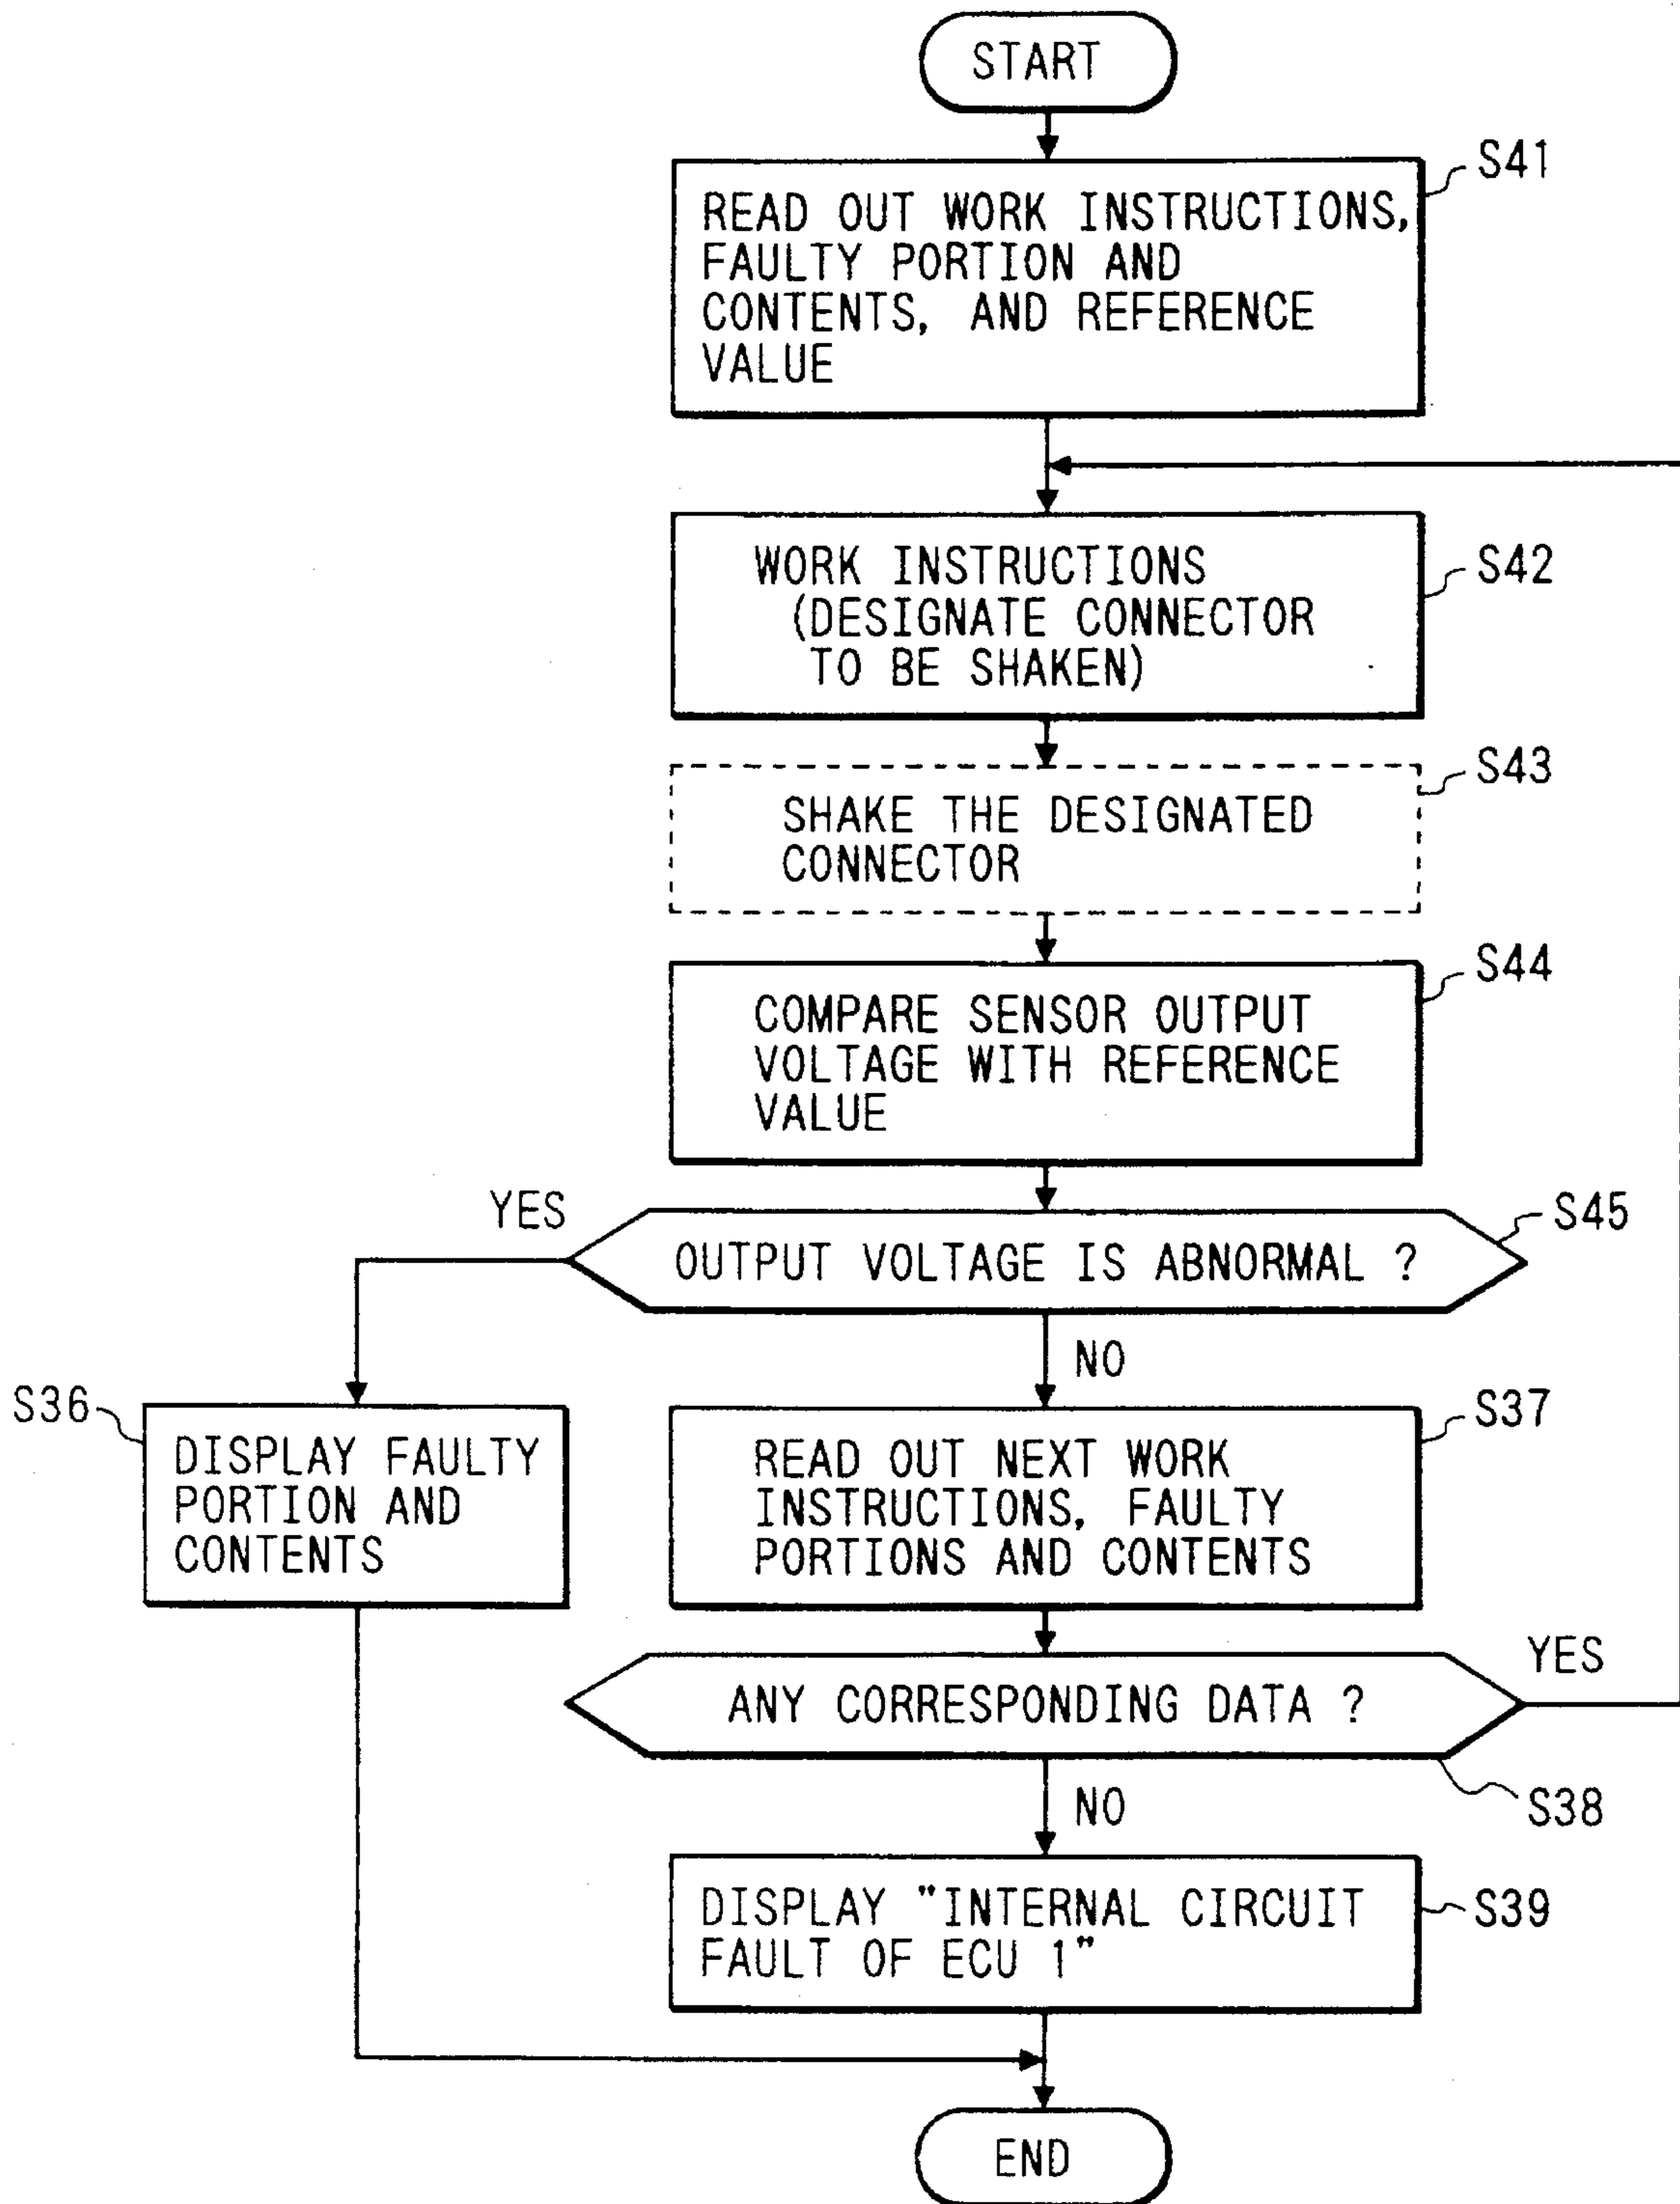 START
S41
READ OUT WORK INSTRUCTIONS,
FAULTY PORTION AND
CONTENTS, AND REFERENCE
VALUE
S42
WORK INSTRUCTIONS
(DESIGNATE CONNECTOR
TO BE SHAKEN)
S43
SHAKE THE DESIGNATED
CONNECTOR
S44
COMPARE SENSOR OUTPUT
VOLTAGE WITH REFERENCE
VALUE
YES
S45
OUTPUT VOLTAGE IS ABNORMAL ?
NO
S36
DISPLAY FAULTY
PORTION AND
CONTENTS
S37
READ OUT NEXT WORK
INSTRUCTIONS, FAULTY
PORTIONS AND CONTENTS
YES
ANY CORRESPONDING DATA ?
S38
NO
DISPLAY "INTERNAL CIRCUIT
FAULT OF ECU 1"
S39
END